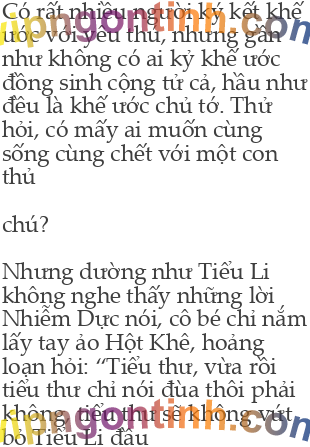 Có rất nhiều người ký kết khế
ước với yêu thú, nhưng gần
như không có ai kỷ khế ước
đồng sinh cộng tử cả, hầu như
đều là khế ước chủ tớ. Thử
hỏi, có mấy ai muốn cùng
sống cùng chết với một con
thủ
chú?
Nhưng dường như Tiểu Li
không nghe thấy những lời
Nhiễm Dực nói, cô bé chỉ nắm
lấy tay ảo Hột Khê, hoảng
loạn hỏi: “Tiểu thư, vừa rồi
tiểu thư chỉ nói đùa thôi phải
không, tiểu thư sẽ không vứt
bỏ Tiểu Li đâu